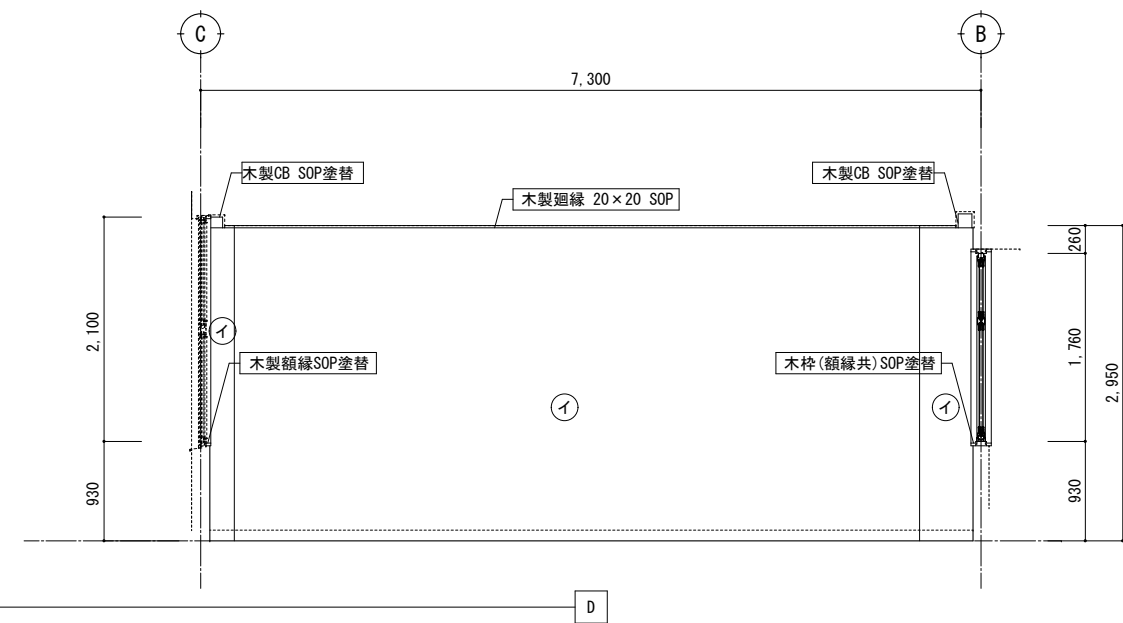 C
B
7,300
木製CB SOP塗替
木製CB SOP塗替
木製廻縁 20×20 SOP
260
2,100
イ
1,760
2,950
木製額縁SOP塗替
木枠(額縁共)SOP塗替
イ
イ
930
930
D